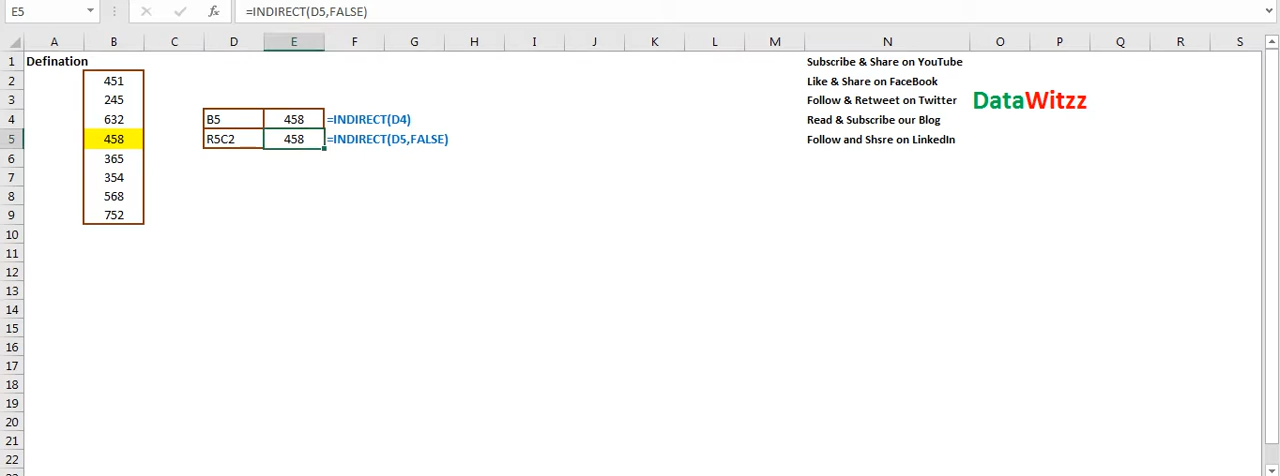 E5 =INDIRECT(D5,FALSE)
A B C D E F G H I J K L M N O P Q R S
1 Defination Subscribe & Share on YouTube
2 451 Like & Share on FaceBook
3 245 Follow & Retweet on Twitter DataWitzz
4 632 B5 458 =INDIRECT(D4) Read & Subscribe our Blog
5 458 R5C2 458 =INDIRECT(D5,FALSE) Follow and Shsre on LinkedIn
6 365
7 354
8 568
9 752
10
11
12
13
14
15
16
17
18
19
20
21
22